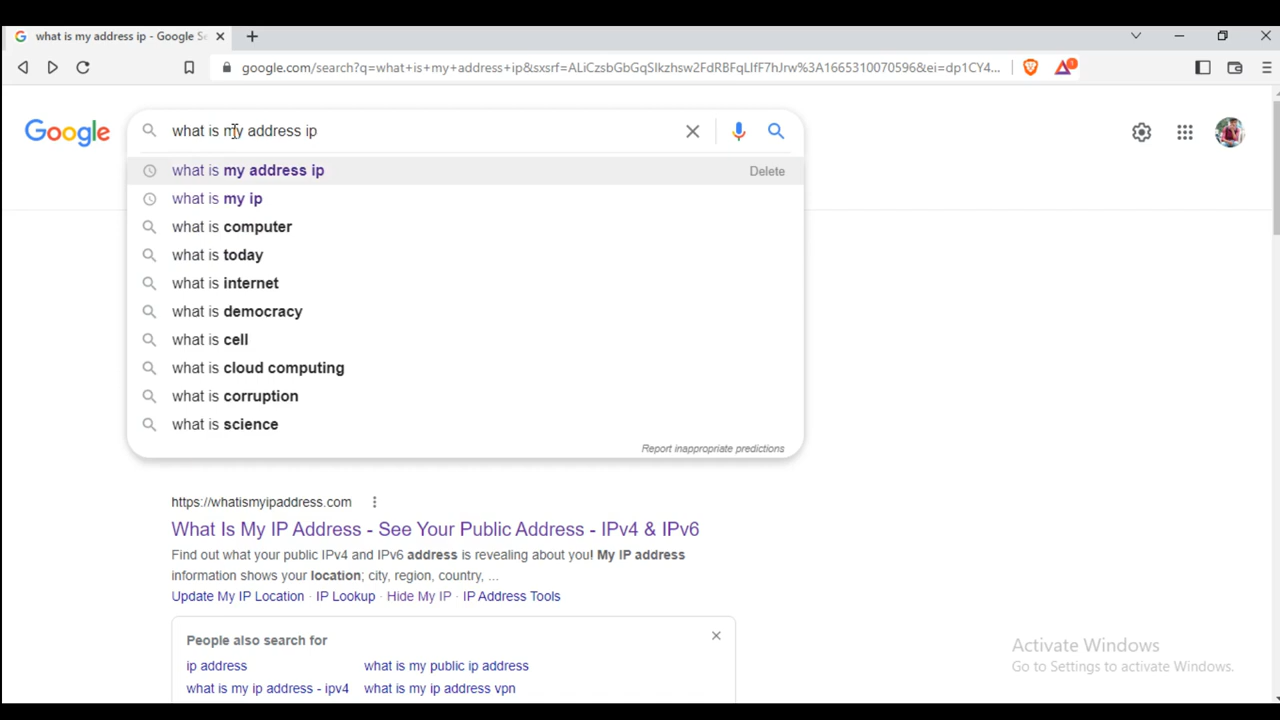 what is my address ip - Google Se
google.com/search?q=what+is+my+address+ip&sxsrf=ALiCzsbGbGqSIkzhsw2FdRBFqLlfF7hJrw%3A1665310070596&ei=dp1CY4...
1
Google
what is my address ip
what is my address ip Delete
what is my ip
what is computer
what is today
what is internet
what is democracy
what is cell
what is cloud computing
what is corruption
what is science
Report inappropriate predictions
https://whatismyipaddress.com
What Is My IP Address - See Your Public Address - IPv4 & IPv6
Find out what your public IPv4 and IPv6 address is revealing about you! My IP address
information shows your location; city, region, country, ...
Update My IP Location · IP Lookup · Hide My IP · IP Address Tools
People also search for
ip address what is my public ip address
what is my ip address - ipv4 what is my ip address vpn
Activate Windows
Go to Settings to activate Windows.